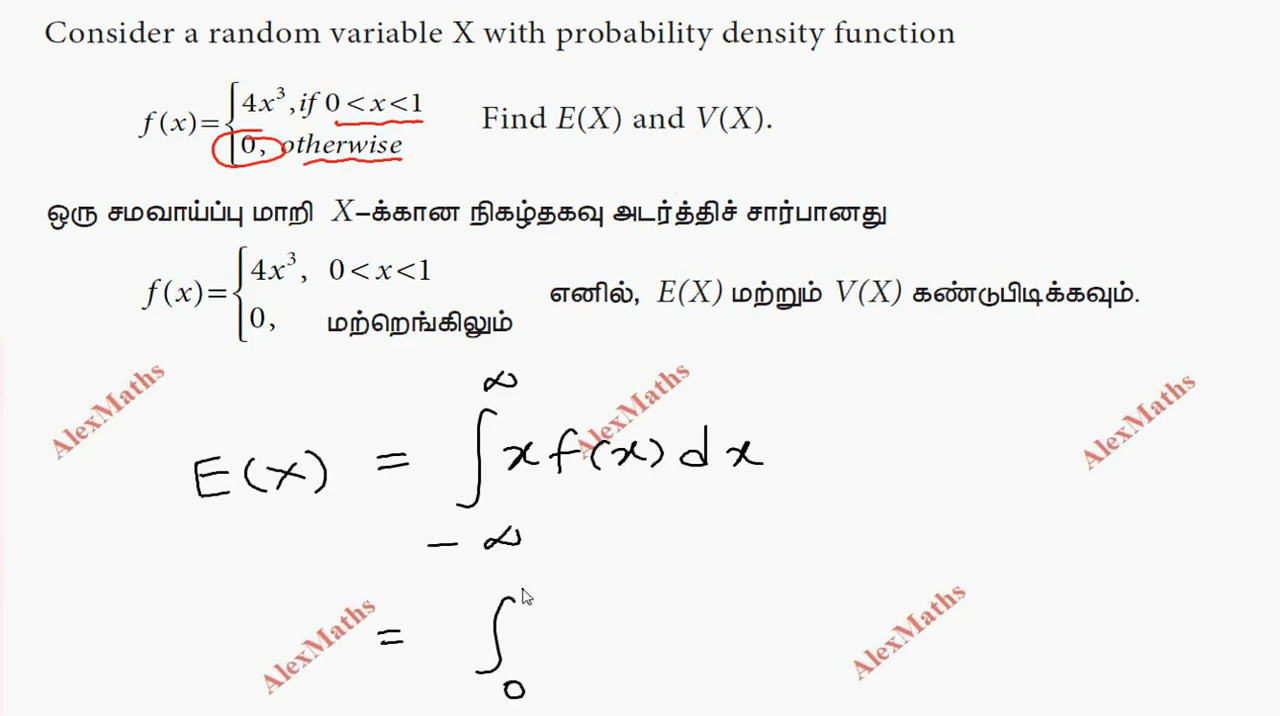 Consider a random variable X with probability density function
f(x)= { 4x³, if 0<x<1 Find E(X) and V(X).
0, otherwise
ஒரு சமவாய்ப்பு மாறி X–க்கான நிகழ்தகவு அடர்த்திச் சார்பானது
f(x)= { 4x³, 0<x<1 எனில், E(X) மற்றும் V(X) கண்டுபிடிக்கவும்.
0, மற்றெங்கிலும்
AlexMaths AlexMaths AlexMaths
∞
E(X) = ∫ x f(x) dx
- ∞
= ∫
0
AlexMaths AlexMaths